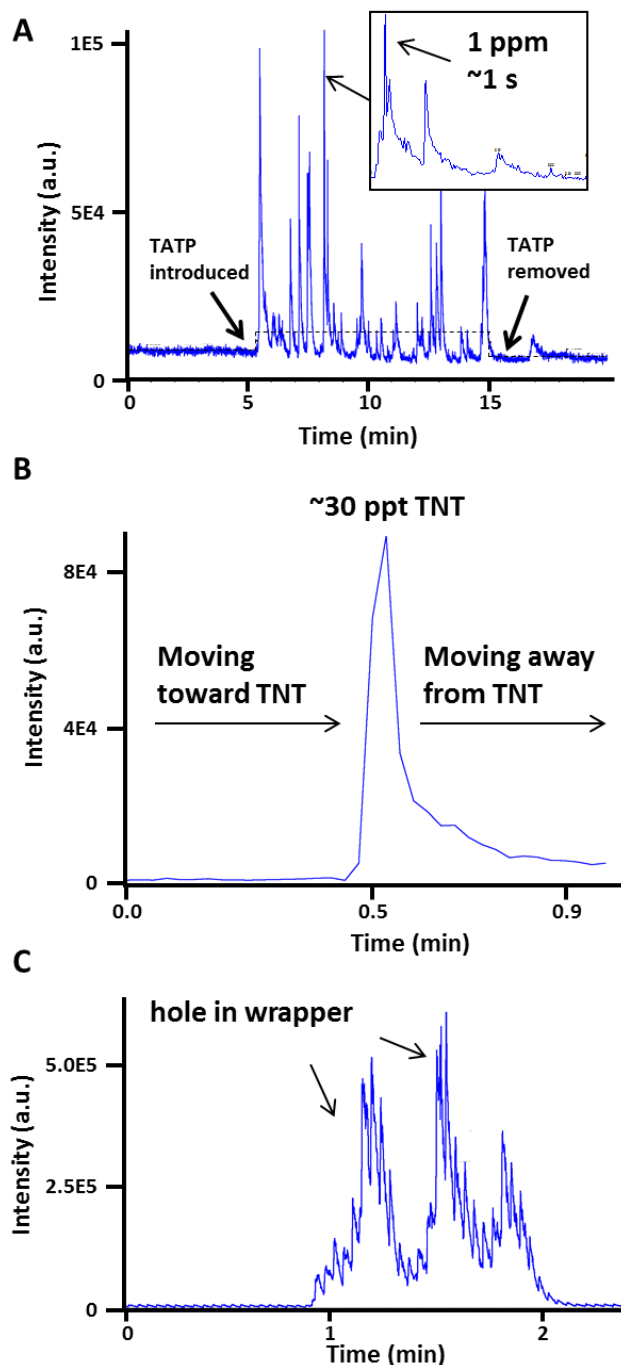 A
1E5
5E4
0
Intensity (a.u.)
1 ppm
~1 s
TATP
introduced
TATP
removed
0
5
10
15
Time (min)
B
~30 ppt TNT
8E4
4E4
0
Intensity (a.u.)
Moving
toward TNT
Moving away
from TNT
0.0
0.5
0.9
Time (min)
C
hole in wrapper
5.0E5
2.5E5
0
Intensity (a.u.)
0
1
2
Time (min)